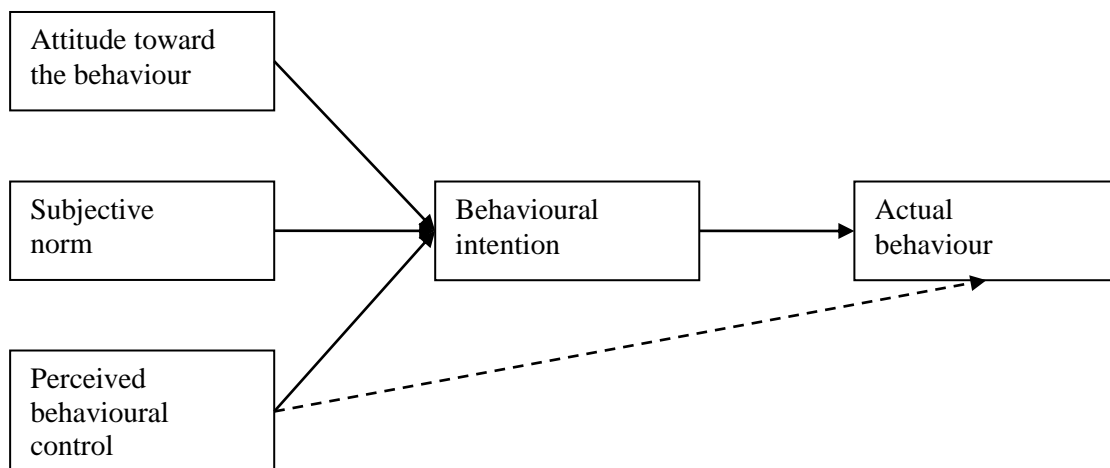 Attitude toward
the behaviour
Subjective
norm
Behavioural
intention
Actual
behaviour
Perceived
behavioural
control